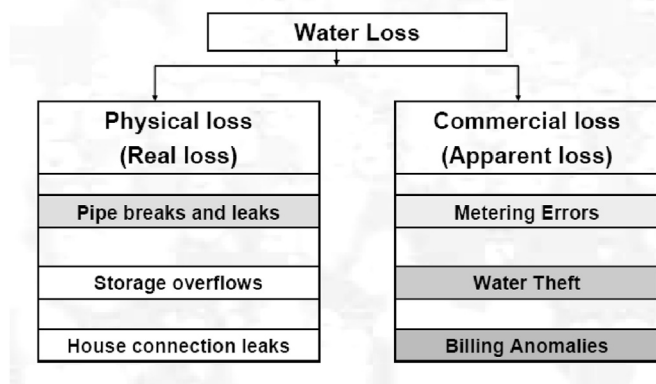 Water Loss
Physical loss
(Real loss)
Pipe breaks and leaks
Storage overflows
House connection leaks
Commercial loss
(Apparent loss)
Metering Errors
Water Theft
Billing Anomalies